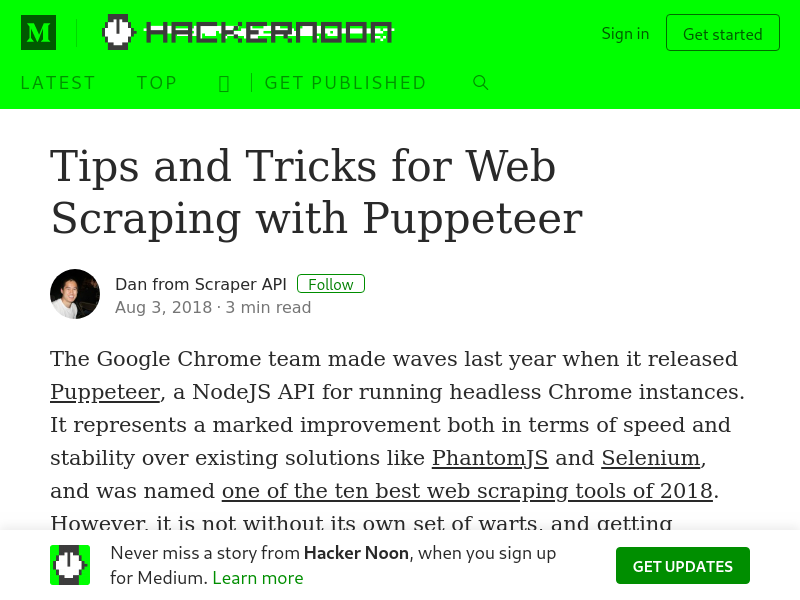 M HACKERNOON Sign in Get started
LATEST TOP GET PUBLISHED
Tips and Tricks for Web
Scraping with Puppeteer
Dan from Scraper API Follow
Aug 3, 2018 · 3 min read
The Google Chrome team made waves last year when it released
Puppeteer, a NodeJS API for running headless Chrome instances.
It represents a marked improvement both in terms of speed and
stability over existing solutions like PhantomJS and Selenium,
and was named one of the ten best web scraping tools of 2018.
However, it is not without its own set of warts, and getting
Never miss a story from Hacker Noon, when you sign up
for Medium. Learn more
GET UPDATES